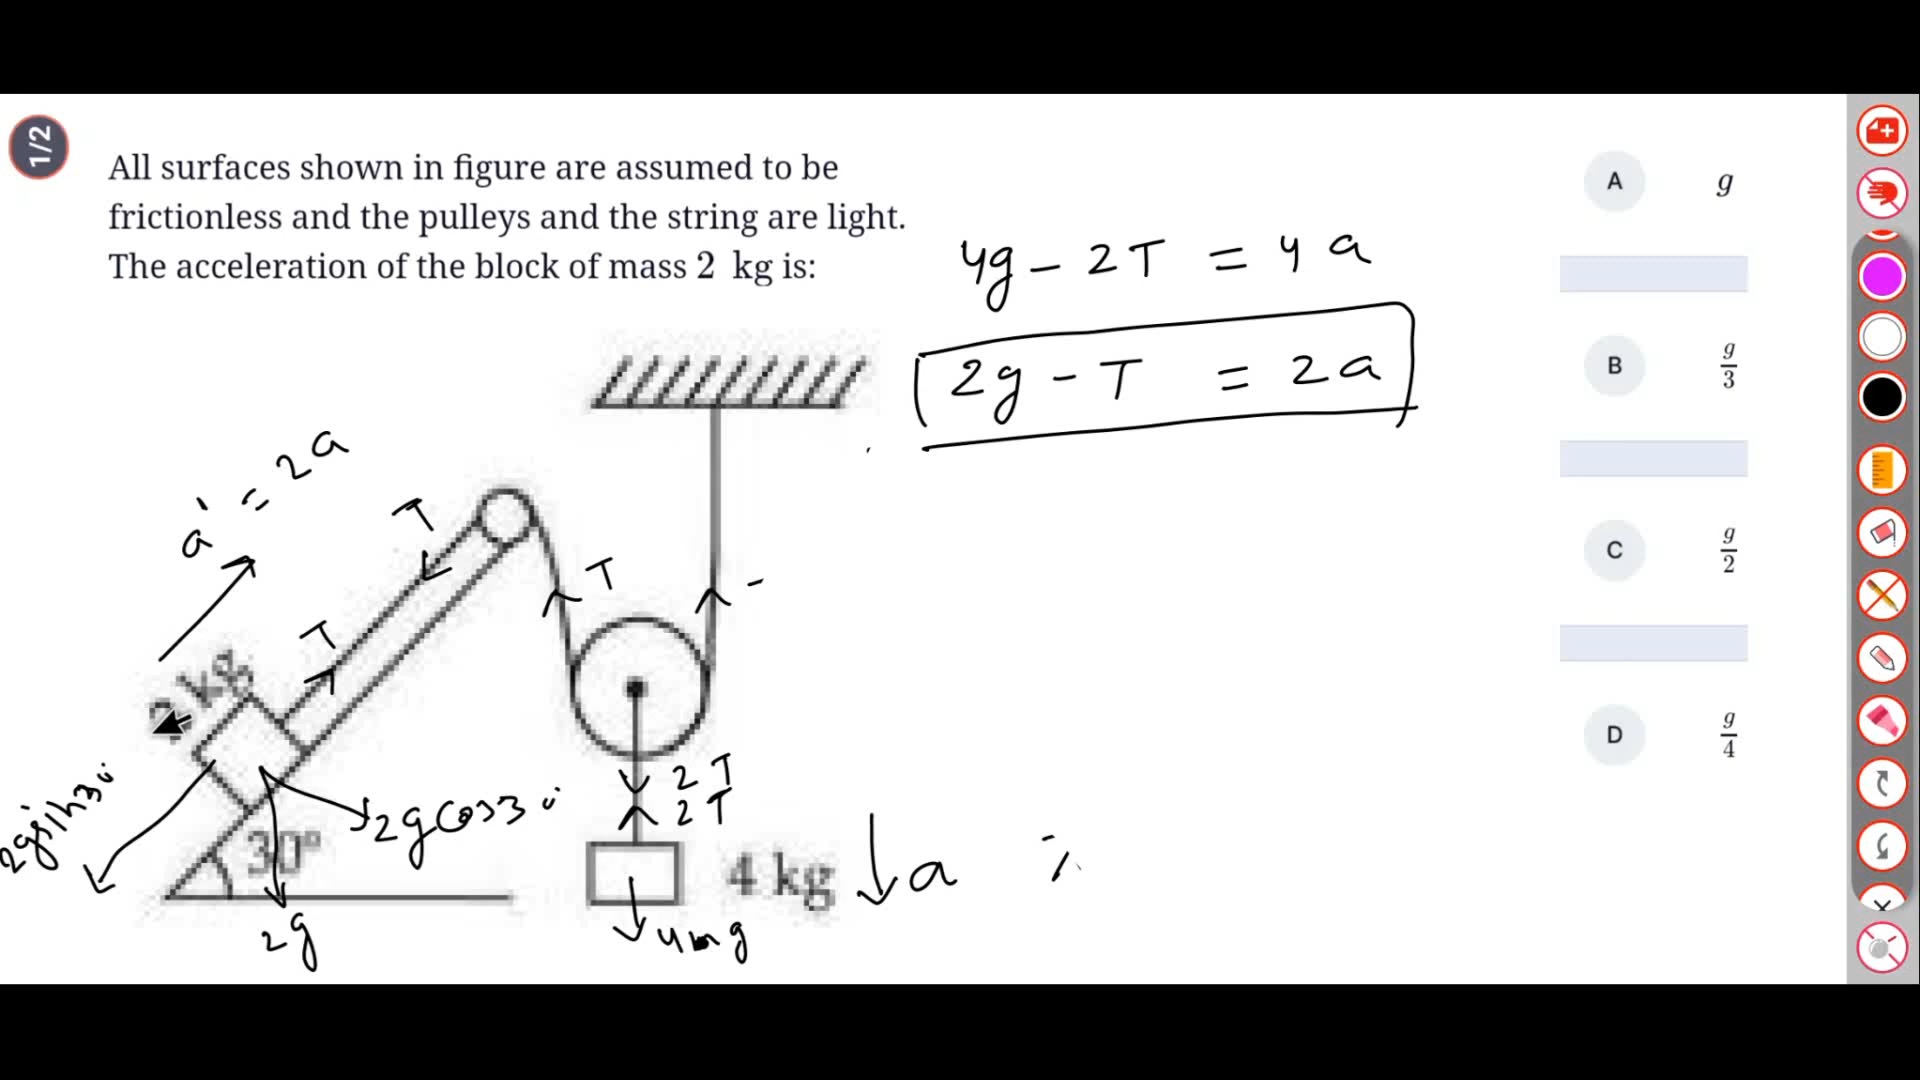 1/2
All surfaces shown in figure are assumed to be
frictionless and the pulleys and the string are light.
The acceleration of the block of mass 2 kg is:
4g - 2T = 4a
2g - T = 2a
a' = 2a
T
T
T
2 kg
2g sin30
2g cos30
30°
2g
2T
2T
4 kg
a
4mg
A g
B g/3
C g/2
D g/4